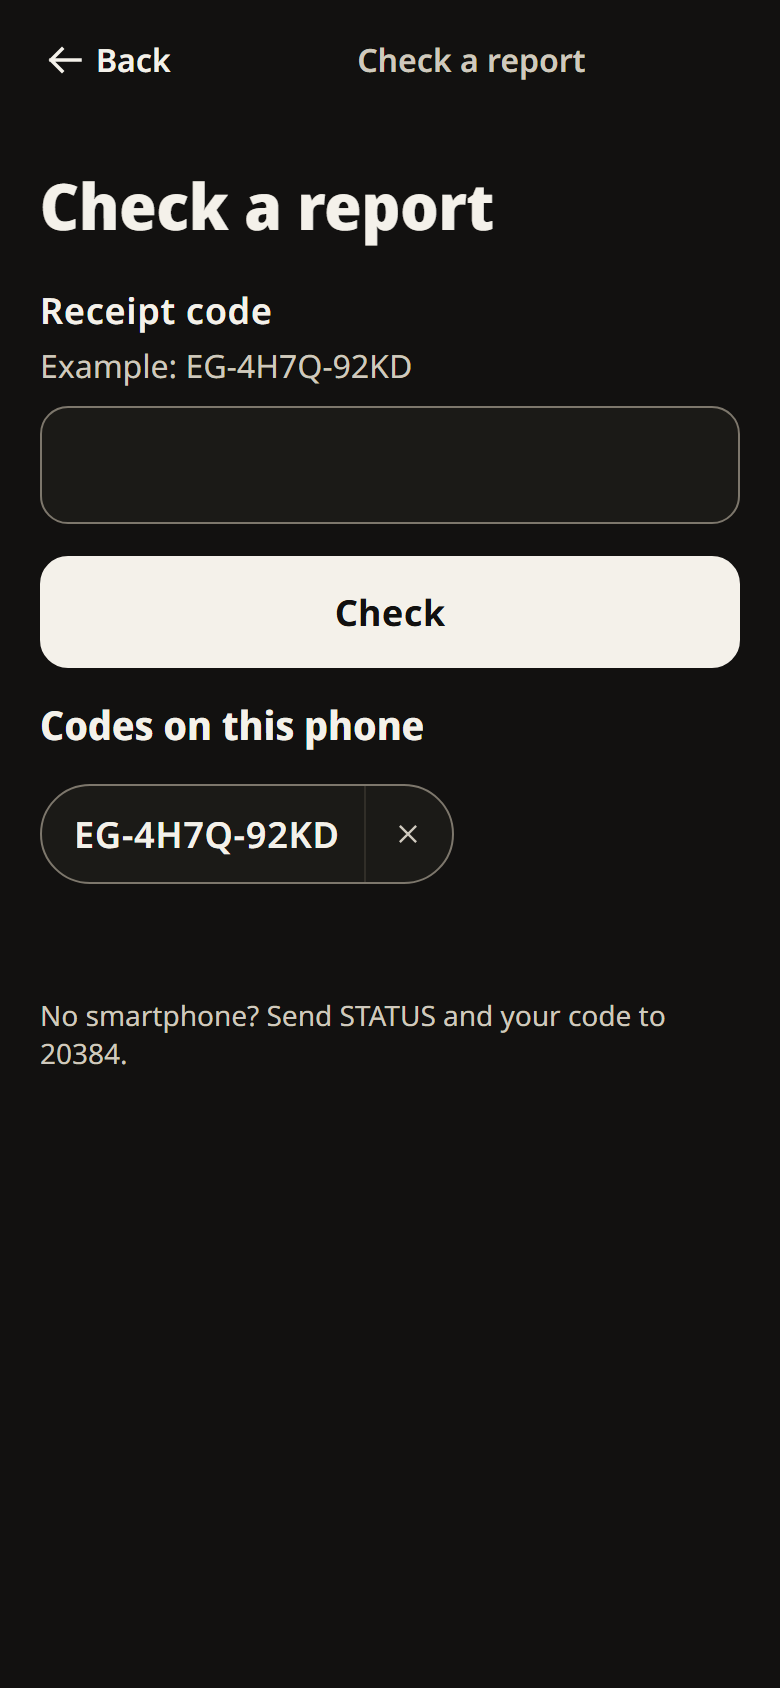 Back
Check a report
Check a report
Receipt code
Example: EG-4H7Q-92KD
Check
Codes on this phone
EG-4H7Q-92KD
No smartphone? Send STATUS and your code to
20384.